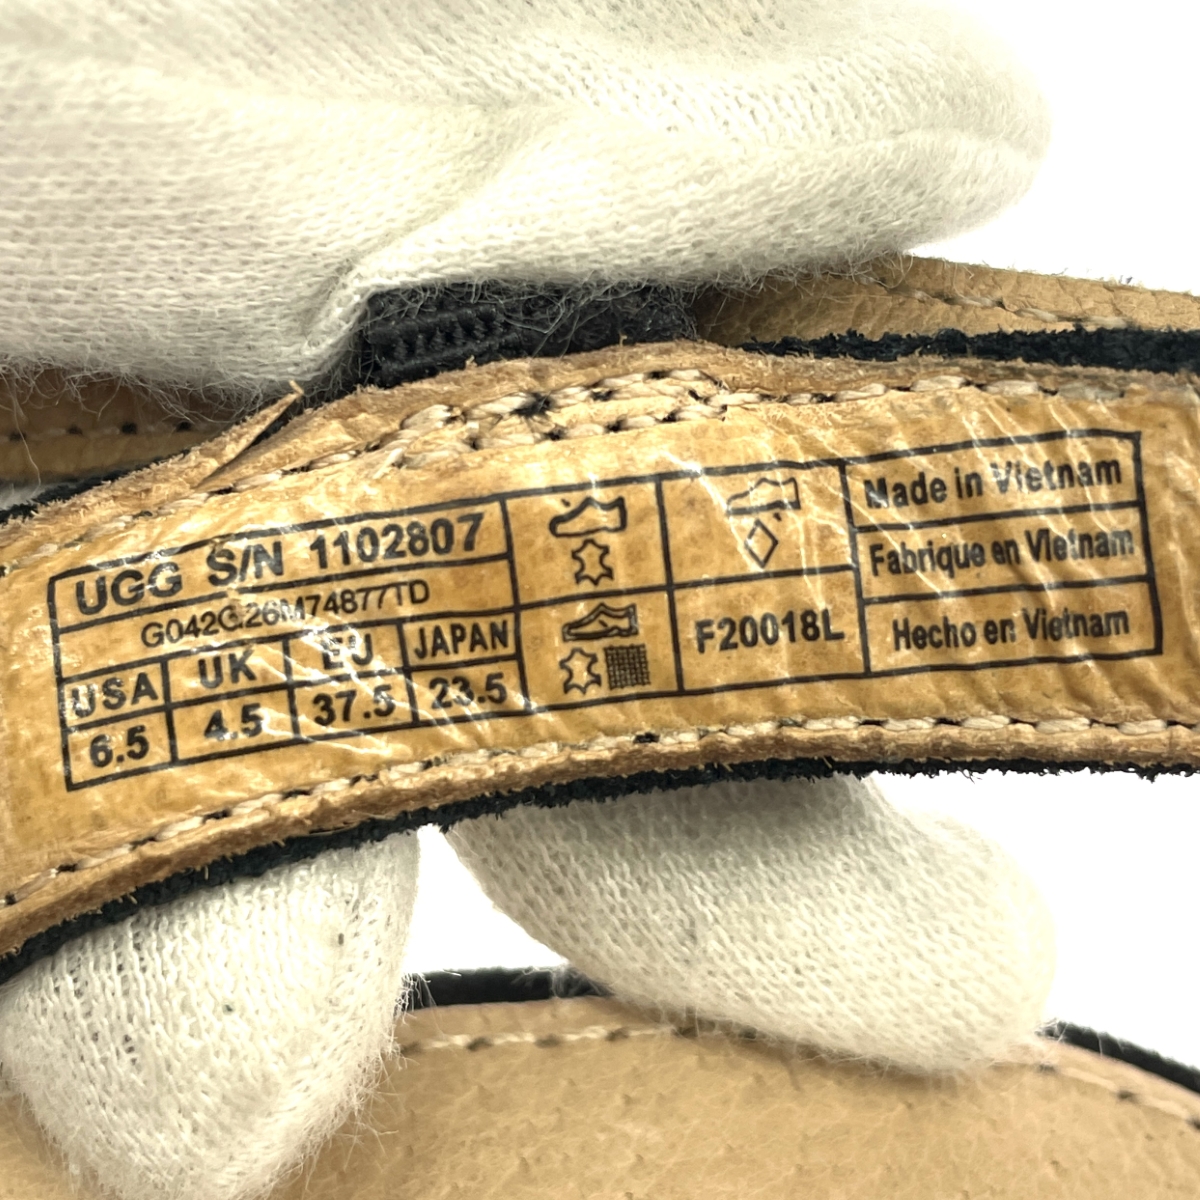 UGG S/N 1102807
G042G26M74877TD
USA UK EU JAPAN
6.5 4.5 37.5 23.5
F20018L
Made in Vietnam
Fabrique en Vietnam
Hecho en Vietnam